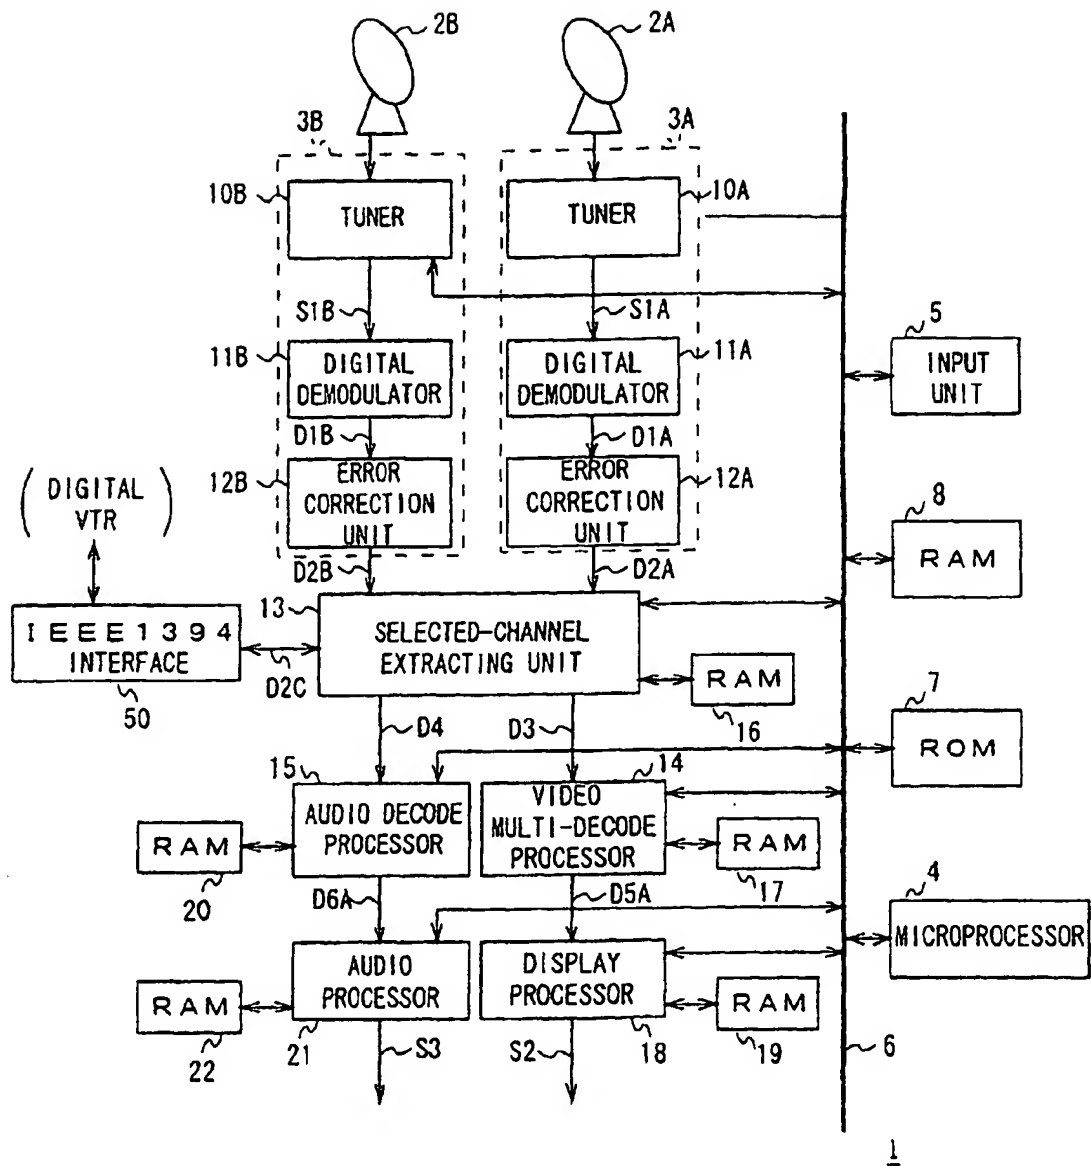 2B
2A
3B
3A
10B
TUNER
TUNER
10A
S1B
S1A
5
INPUT
UNIT
11B
DIGITAL
DEMODULATOR
DIGITAL
DEMODULATOR
11A
D1B
D1A
( DIGITAL
VTR )
12B
ERROR
CORRECTION
UNIT
ERROR
CORRECTION
UNIT
12A
8
RAM
D2B
D2A
13
SELECTED-CHANNEL
EXTRACTING UNIT
IEEE1394
INTERFACE
D2C
50
RAM
16
7
ROM
D4
D3
15
14
AUDIO DECODE
PROCESSOR
VIDEO
MULTI-DECODE
PROCESSOR
RAM
20
RAM
17
D6A
D5A
4
MICROPROCESSOR
AUDIO
PROCESSOR
DISPLAY
PROCESSOR
RAM
22
RAM
19
21
S3
S2
18
6
1